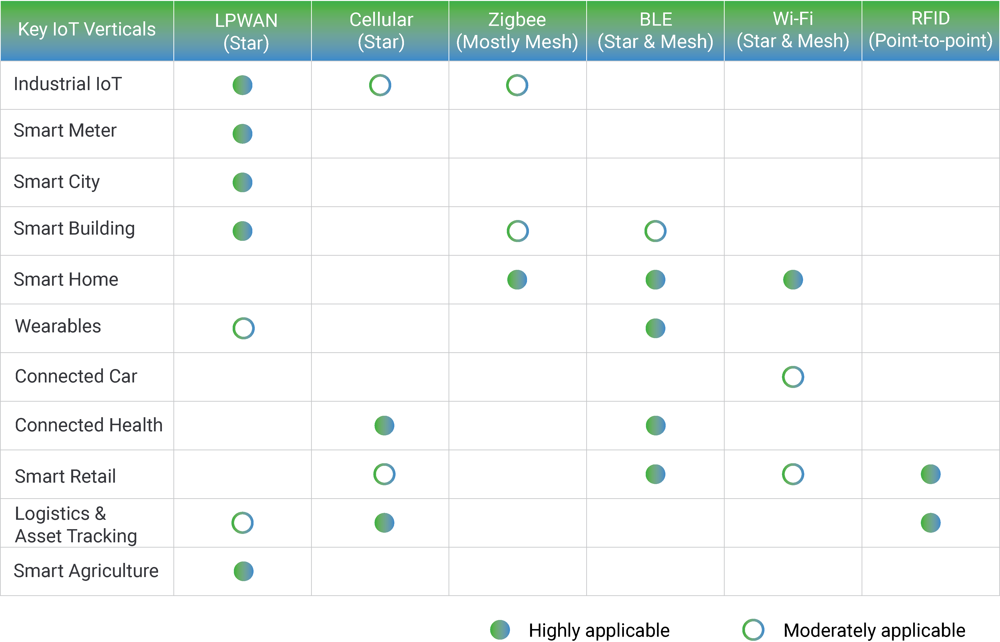 Key IoT Verticals
LPWAN
(Star)
Cellular
(Star)
Zigbee
(Mostly Mesh)
BLE
(Star & Mesh)
Wi-Fi
(Star & Mesh)
RFID
(Point-to-point)
Industrial IoT
Smart Meter
Smart City
Smart Building
Smart Home
Wearables
Connected Car
Connected Health
Smart Retail
Logistics &
Asset Tracking
Smart Agriculture
Highly applicable
Moderately applicable